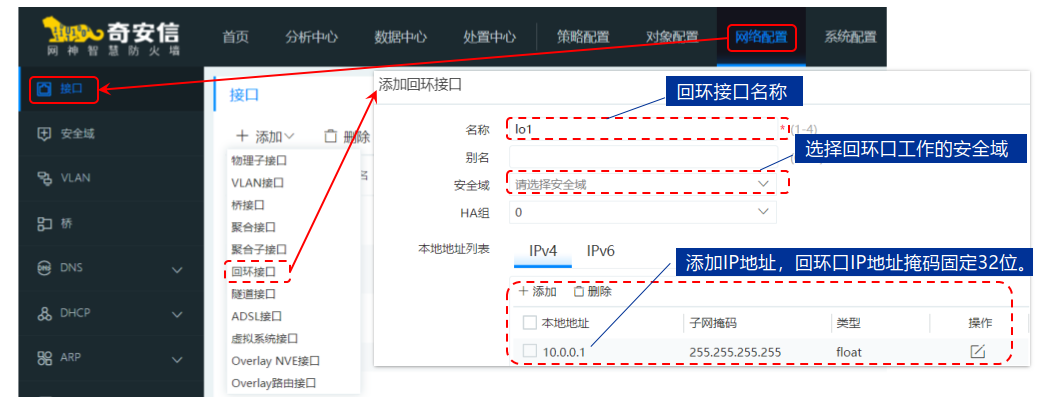 奇安信
网神智慧防火墙
首页 分析中心 数据中心 处置中心 策略配置 对象配置 网络配置 系统配置
接口
安全域
VLAN
桥
DNS
DHCP
ARP
接口
添加 删除
物理子接口
VLAN接口
桥接口
聚合接口
聚合子接口
回环接口
隧道接口
ADSL接口
虚拟系统接口
Overlay NVE接口
Overlay路由接口
名
添加回环接口
回环接口名称
名称 lo1 * (1-4)
别名
选择回环口工作的安全域
安全域 请选择安全域
HA组 0
本地地址列表 IPv4 IPv6
添加IP地址，回环口IP地址掩码固定32位。
添加 删除
本地地址 子网掩码 类型 操作
10.0.0.1 255.255.255.255 float